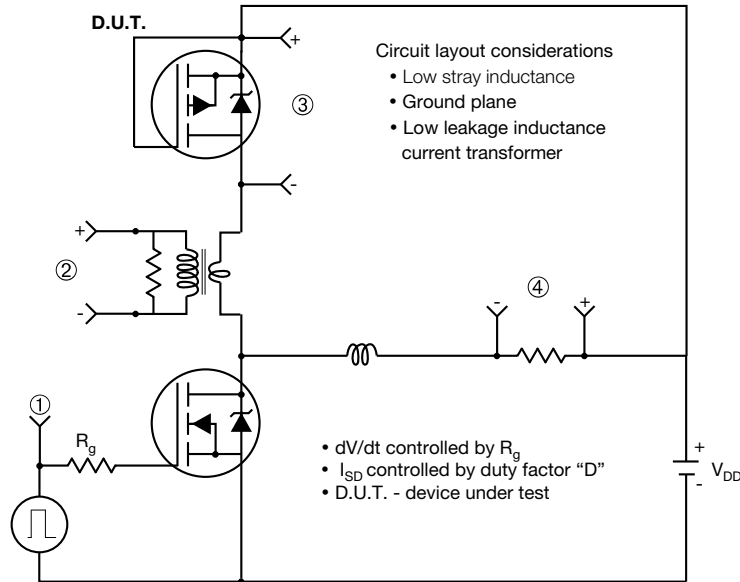 D.U.T.
+
Circuit layout considerations
• Low stray inductance
③
• Ground plane
• Low leakage inductance
current transformer
-
+
②
-
- ④ +
①
R_g
• dV/dt controlled by R_g
• I_SD controlled by duty factor “D”
• D.U.T. - device under test
+
V_DD
-